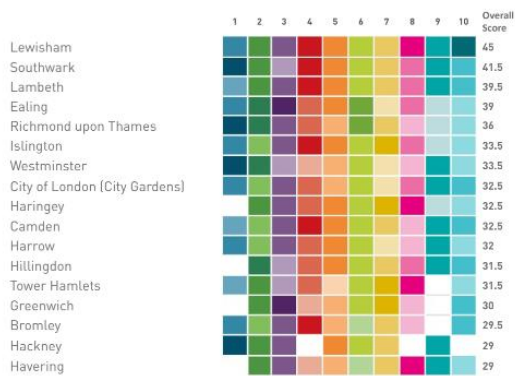 1 2 3 4 5 6 7 8 9 10 Overall Score
Lewisham 45
Southwark 41.5
Lambeth 39.5
Ealing 39
Richmond upon Thames 36
Islington 33.5
Westminster 33.5
City of London (City Gardens) 32.5
Haringey 32.5
Camden 32.5
Harrow 32
Hillingdon 31.5
Tower Hamlets 31.5
Greenwich 30
Bromley 29.5
Hackney 29
Havering 29